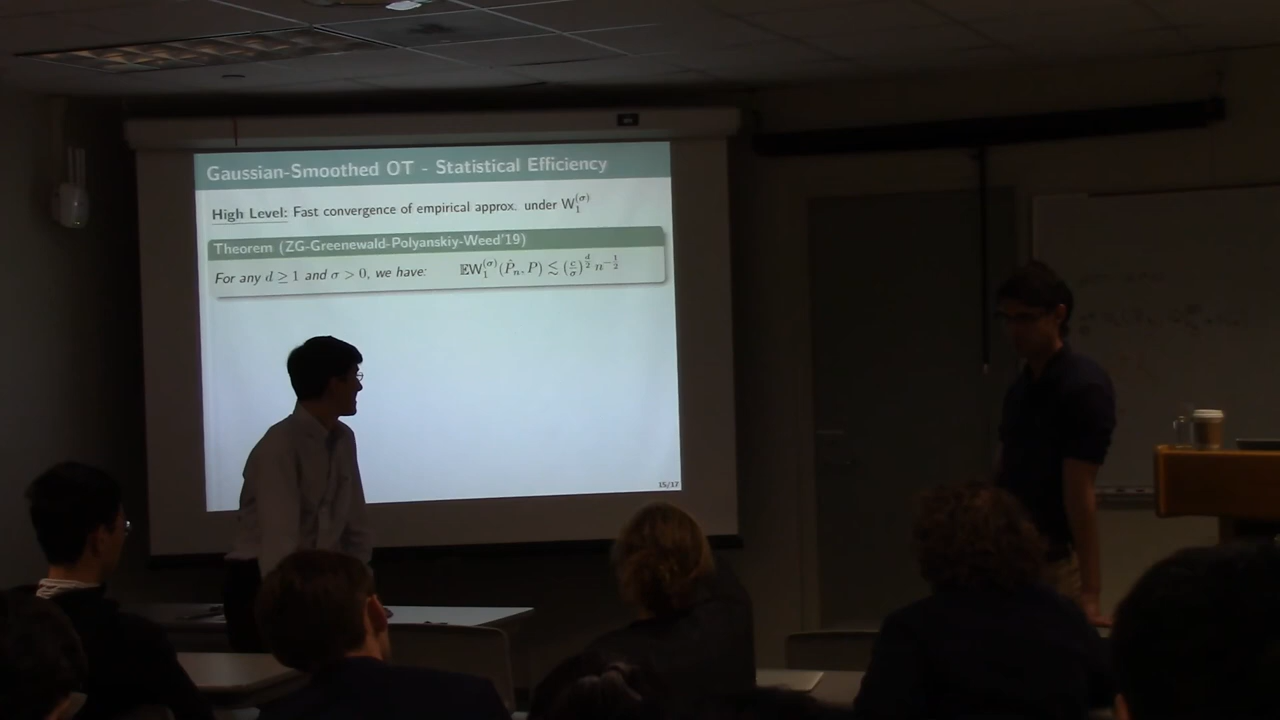 Gaussian-Smoothed OT - Statistical Efficiency
High Level: Fast convergence of empirical approx. under W₁^(σ)
Theorem (ZG-Greenewald-Polyanskiy-Weed'19)
For any d ≥ 1 and σ > 0, we have: 𝔼W₁^(σ)(P̂ₙ, P) ≲ (c/σ)^(d/2) n^(-1/2)
15/17